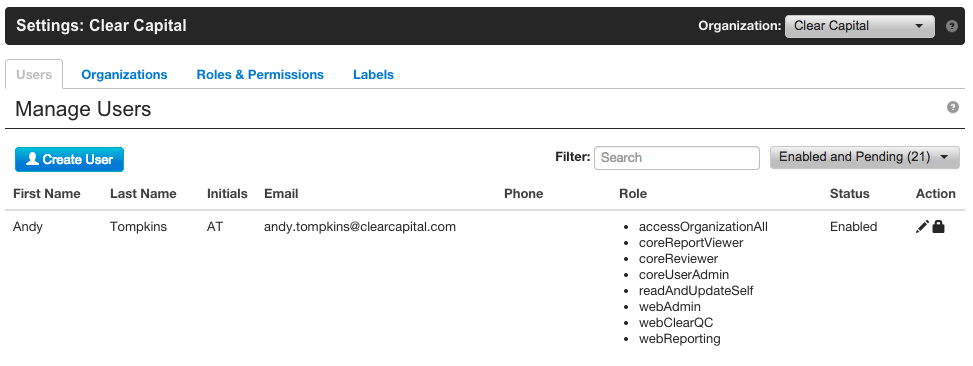 Settings: Clear Capital
Organization: Clear Capital ?
Users Organizations Roles & Permissions Labels
Manage Users ?
Create User Filter: Search Enabled and Pending (21)
First Name Last Name Initials Email Phone Role Status Action
Andy Tompkins AT andy.tompkins@clearcapital.com • accessOrganizationAll Enabled
• coreReportViewer
• coreReviewer
• coreUserAdmin
• readAndUpdateSelf
• webAdmin
• webClearQC
• webReporting